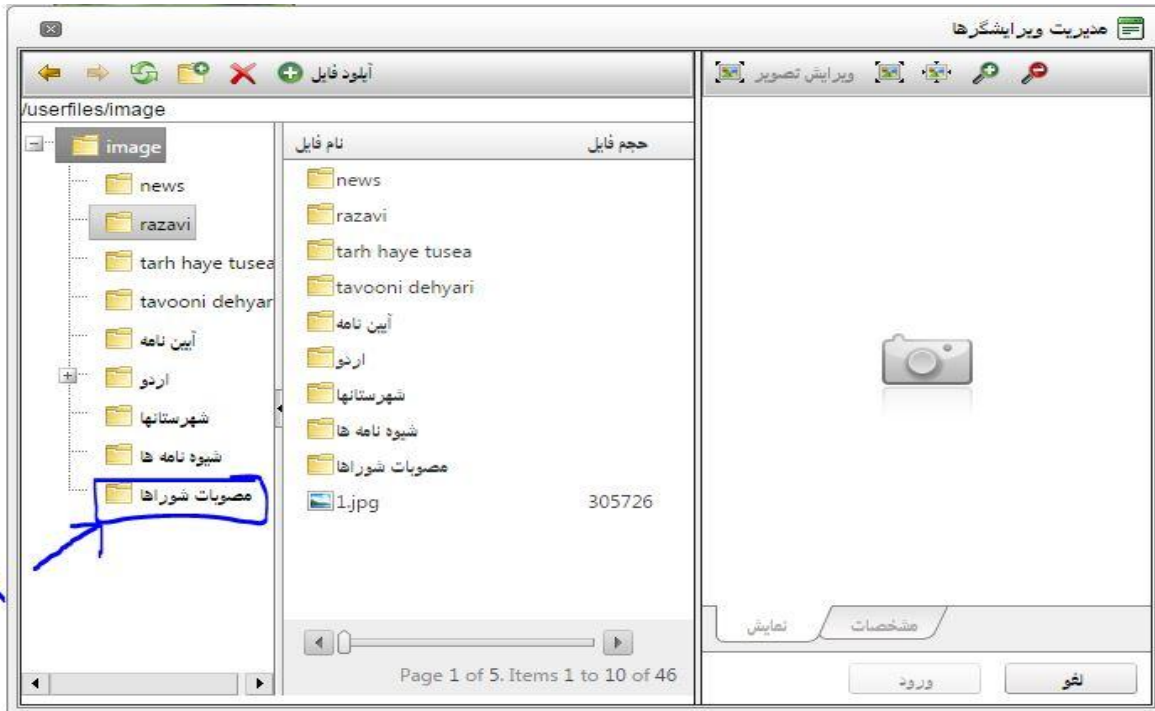 مدیریت ویرایشگرها
آپلود فایل
ویرایش تصویر
/userfiles/image
image
news
razavi
tarh haye tusea
tavooni dehyar
آیین نامه
اردو
شهرستانها
شیوه نامه ها
مصوبات شوراها
نام فایل
حجم فایل
news
razavi
tarh haye tusea
tavooni dehyari
آیین نامه
اردو
شهرستانها
شیوه نامه ها
مصوبات شوراها
1.jpg 305726
Page 1 of 5. Items 1 to 10 of 46
نمایش
مشخصات
ورود
لغو